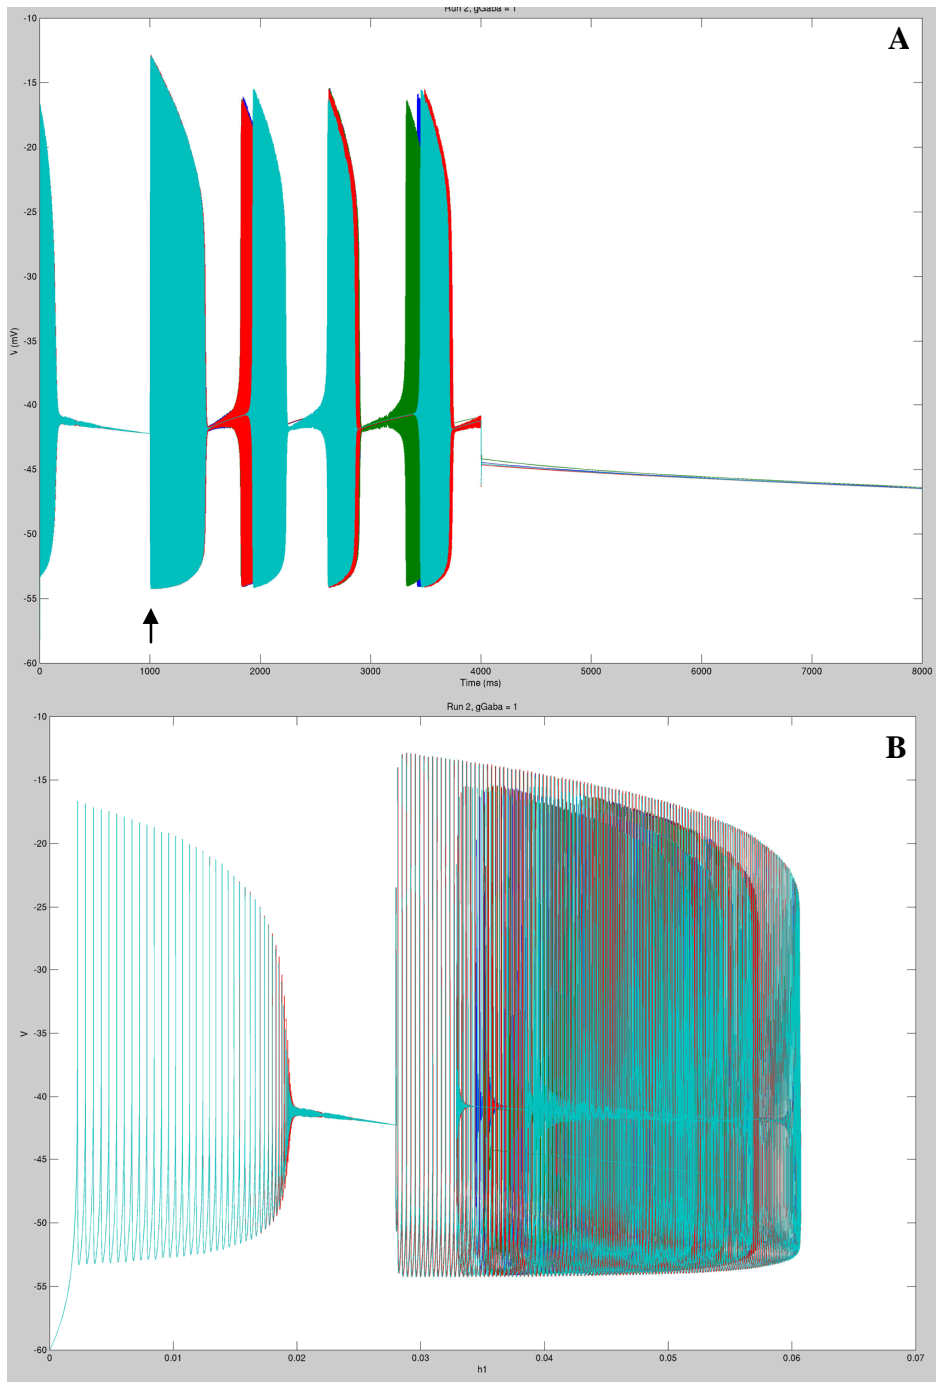 Run 2, gGaba = 1
A
-10
-15
-20
-25
-30
-35
-40
-45
-50
-55
-60
V (mV)
0 1000 2000 3000 4000 5000 6000 7000 8000
Time (ms)
Run 2, gGaba = 1
B
-10
-15
-20
-25
-30
-35
-40
-45
-50
-55
-60
V
0 0.01 0.02 0.03 0.04 0.05 0.06 0.07
h1